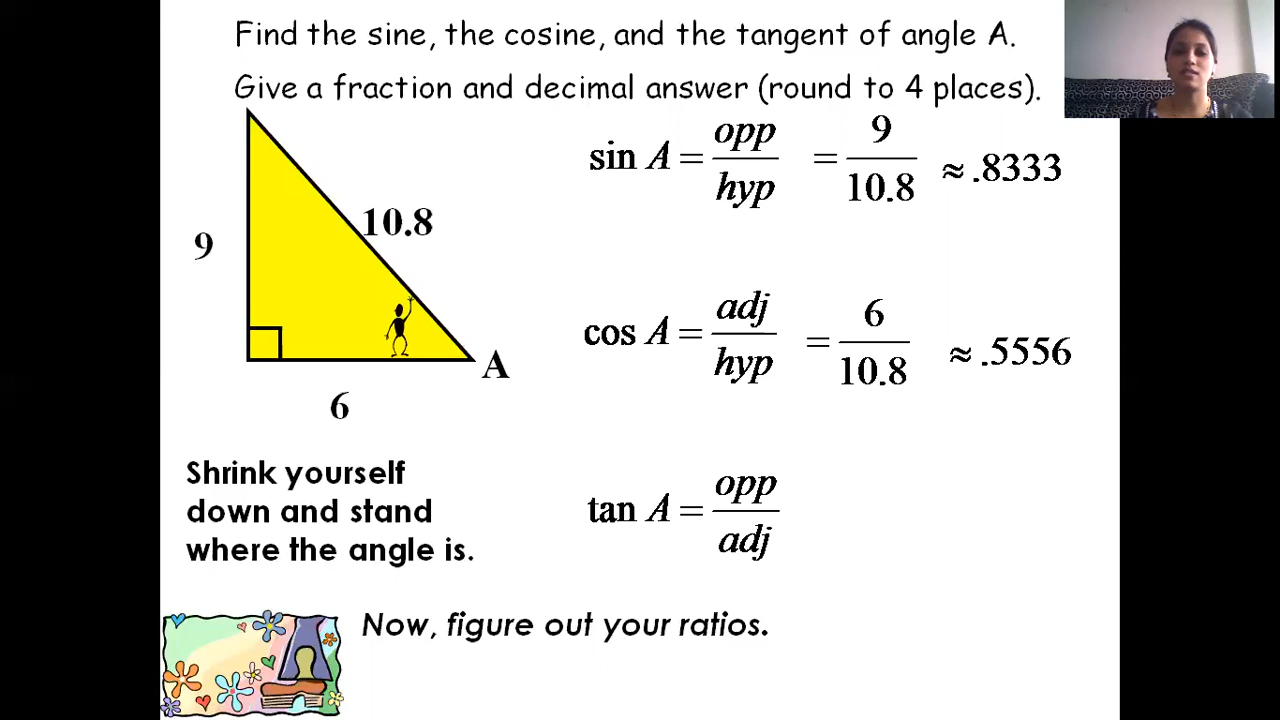 Find the sine, the cosine, and the tangent of angle A.
Give a fraction and decimal answer (round to 4 places).
9
10.8
A
6
sin A = opp/hyp = 9/10.8 ≈ .8333
cos A = adj/hyp = 6/10.8 ≈ .5556
tan A = opp/adj
Shrink yourself
down and stand
where the angle is.
Now, figure out your ratios.